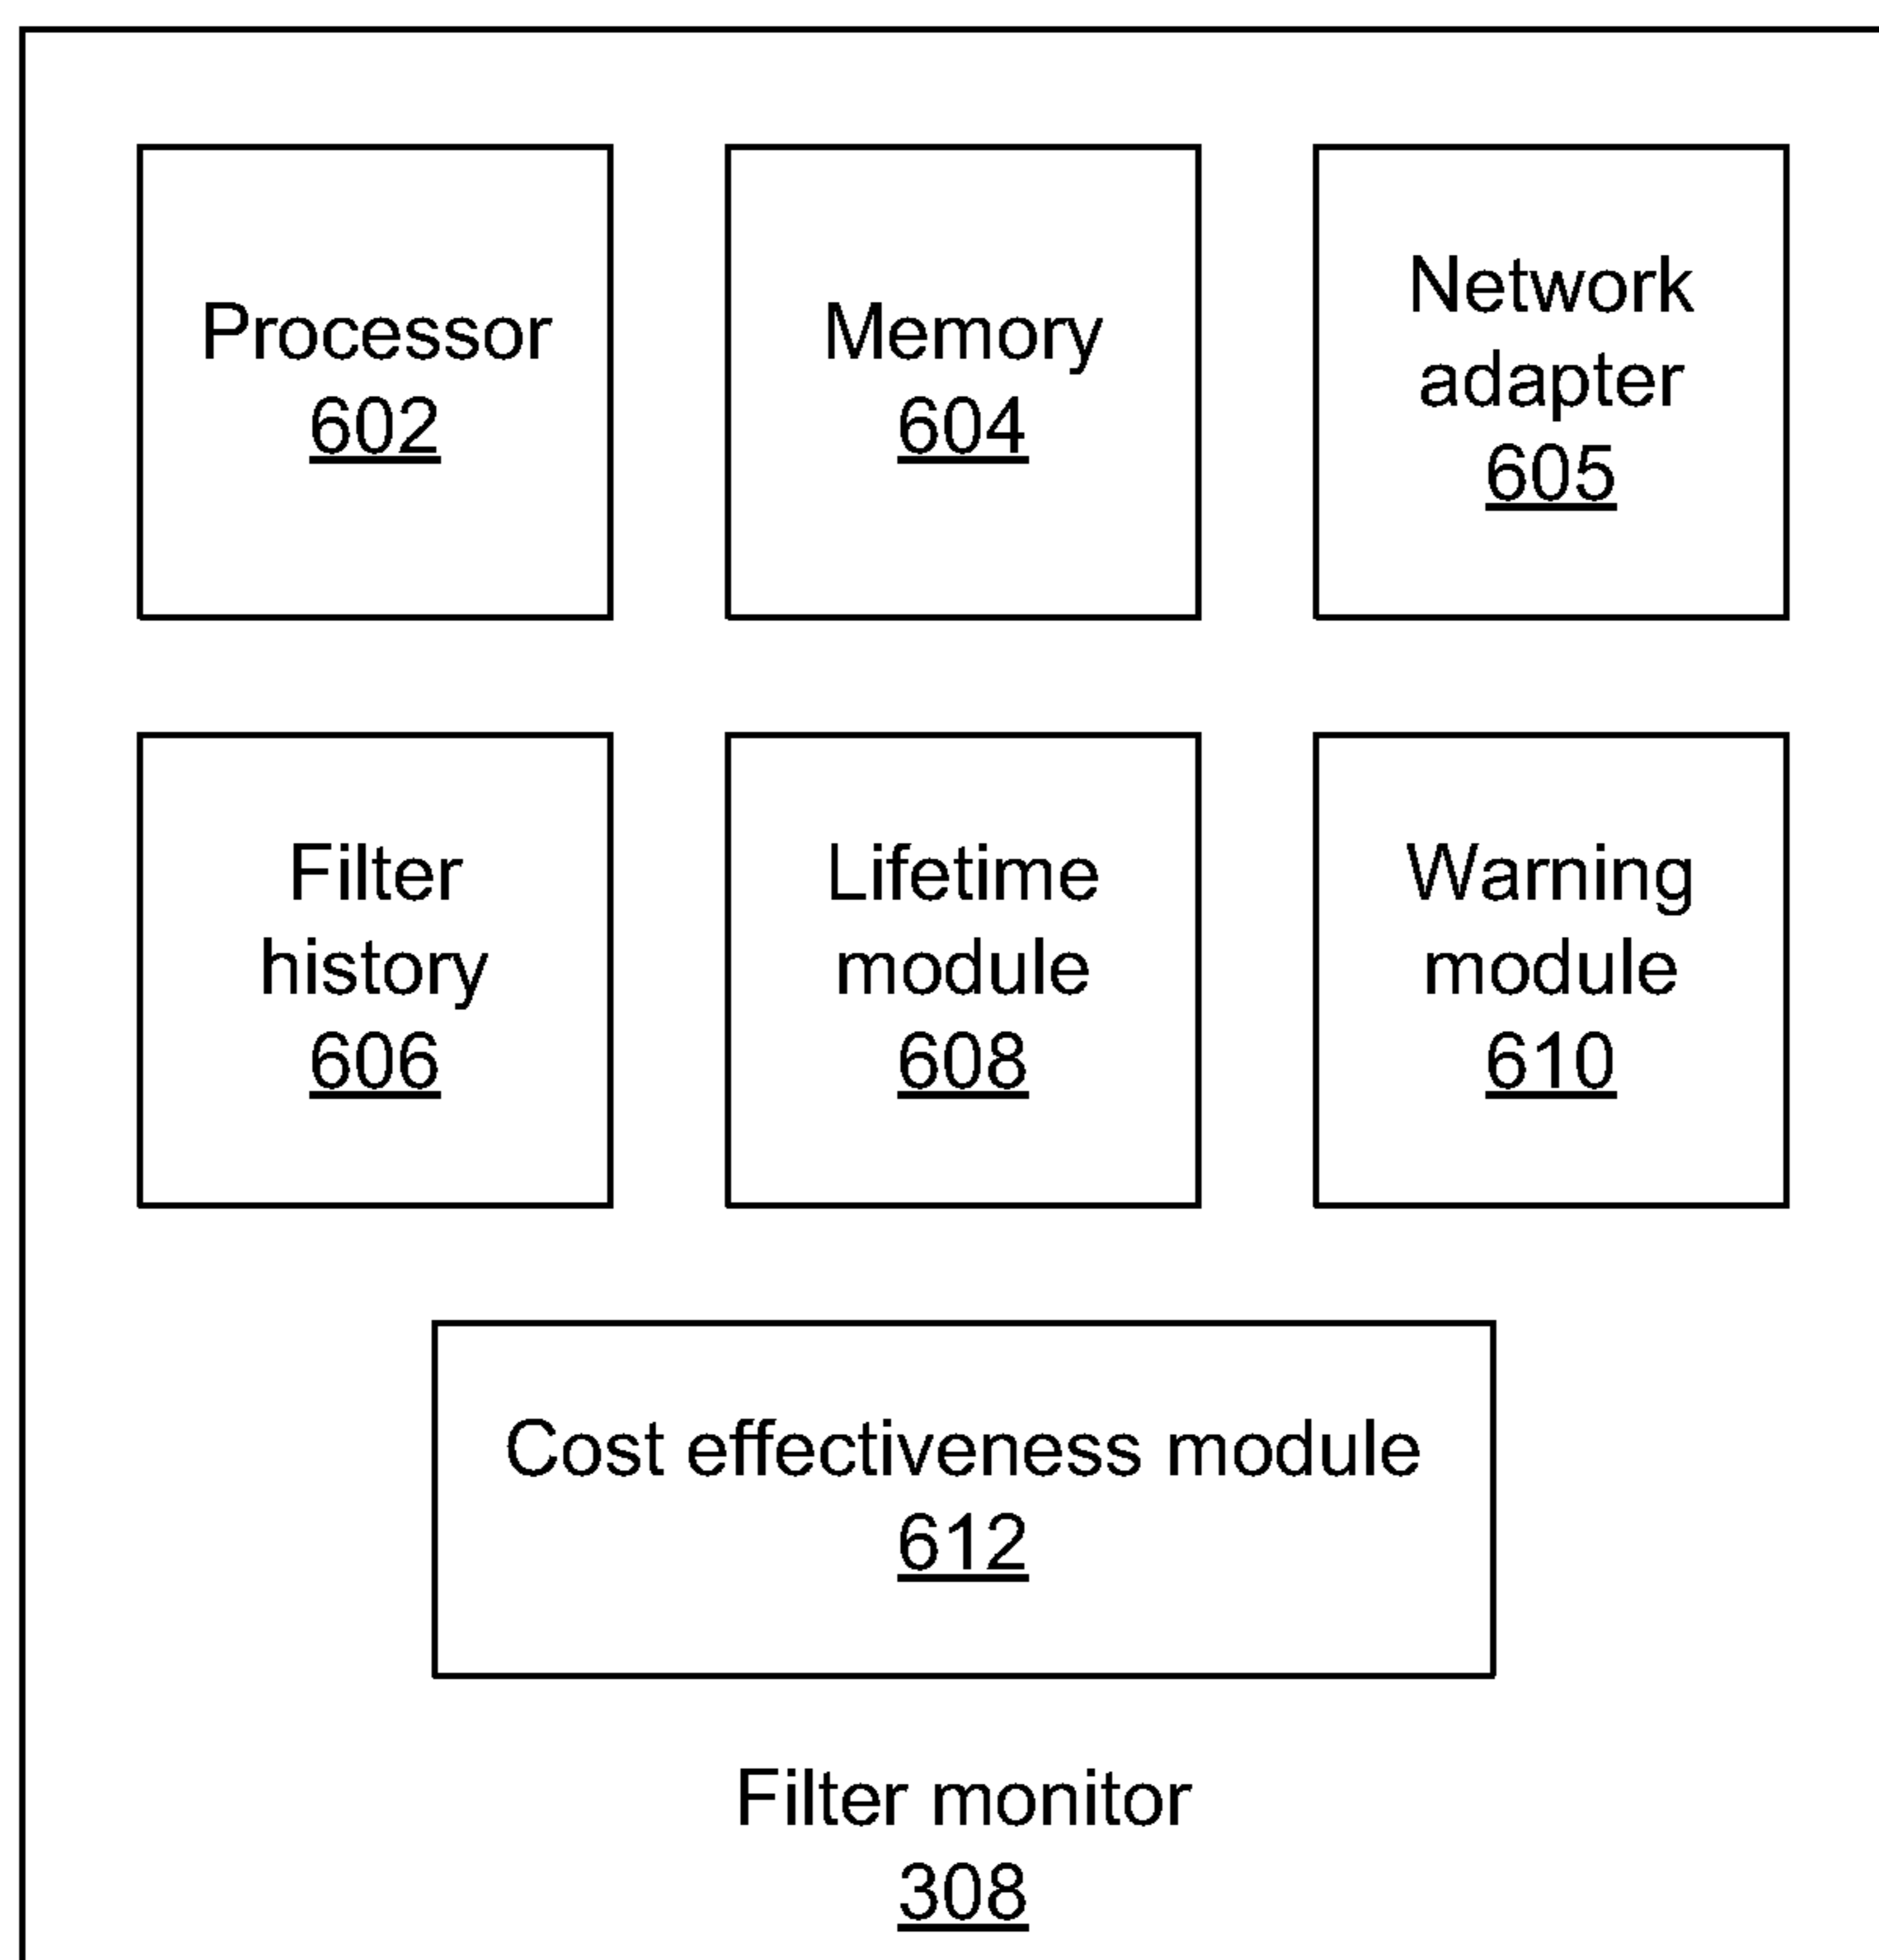 Processor
602
Memory
604
Network
adapter
605
Filter
history
606
Lifetime
module
608
Warning
module
610
Cost effectiveness module
612
Filter monitor
308